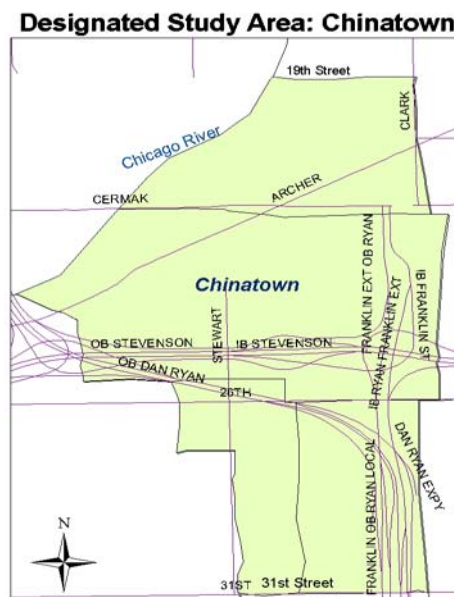 Designated Study Area: Chinatown
19th Street
CLARK
Chicago River
ARCHER
CERMAK
FRANKLIN EXT OB RYAN
Chinatown
IB RYAN FRANKLIN EXT
IB FRANKLIN ST
STEWART
OB STEVENSON
IB STEVENSON
OB DAN RYAN
26TH
DAN RYAN EXPY
FRANKLIN OB RYAN LOCAL
N
31ST
31st Street